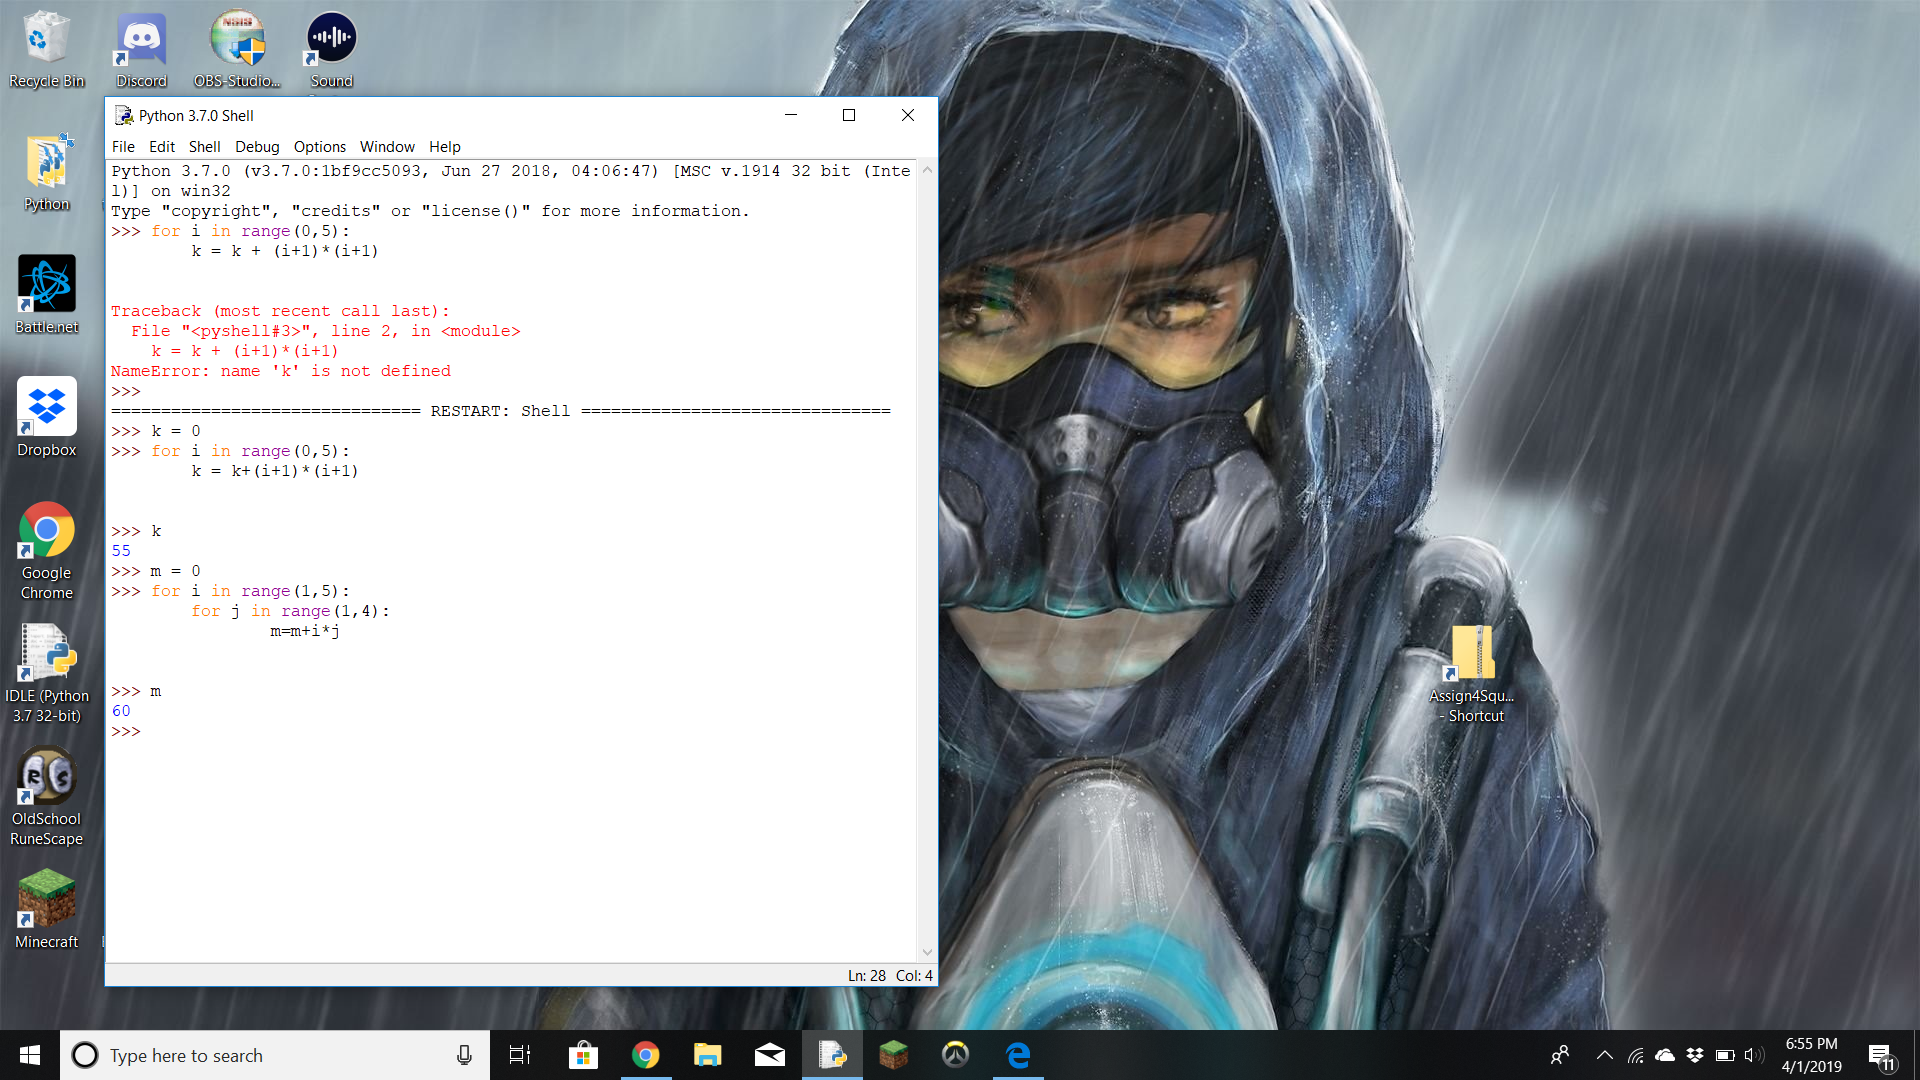 Recycle Bin
Discord
OBS-Studio...
Sound
Python
Battle.net
Dropbox
Google
Chrome
IDLE (Python
3.7 32-bit)
OldSchool
RuneScape
Minecraft
Python 3.7.0 Shell
File Edit Shell Debug Options Window Help
Python 3.7.0 (v3.7.0:1bf9cc5093, Jun 27 2018, 04:06:47) [MSC v.1914 32 bit (Inte
l)] on win32
Type "copyright", "credits" or "license()" for more information.
>>> for i in range(0,5):
        k = k + (i+1)*(i+1)
Traceback (most recent call last):
  File "<pyshell#3>", line 2, in <module>
    k = k + (i+1)*(i+1)
NameError: name 'k' is not defined
>>>
=============================== RESTART: Shell ===============================
>>> k = 0
>>> for i in range(0,5):
        k = k+(i+1)*(i+1)
>>> k
55
>>> m = 0
>>> for i in range(1,5):
        for j in range(1,4):
                m=m+i*j
>>> m
60
>>>
Ln: 28 Col: 4
Assign4Squ...
- Shortcut
Type here to search
6:55 PM
4/1/2019
11